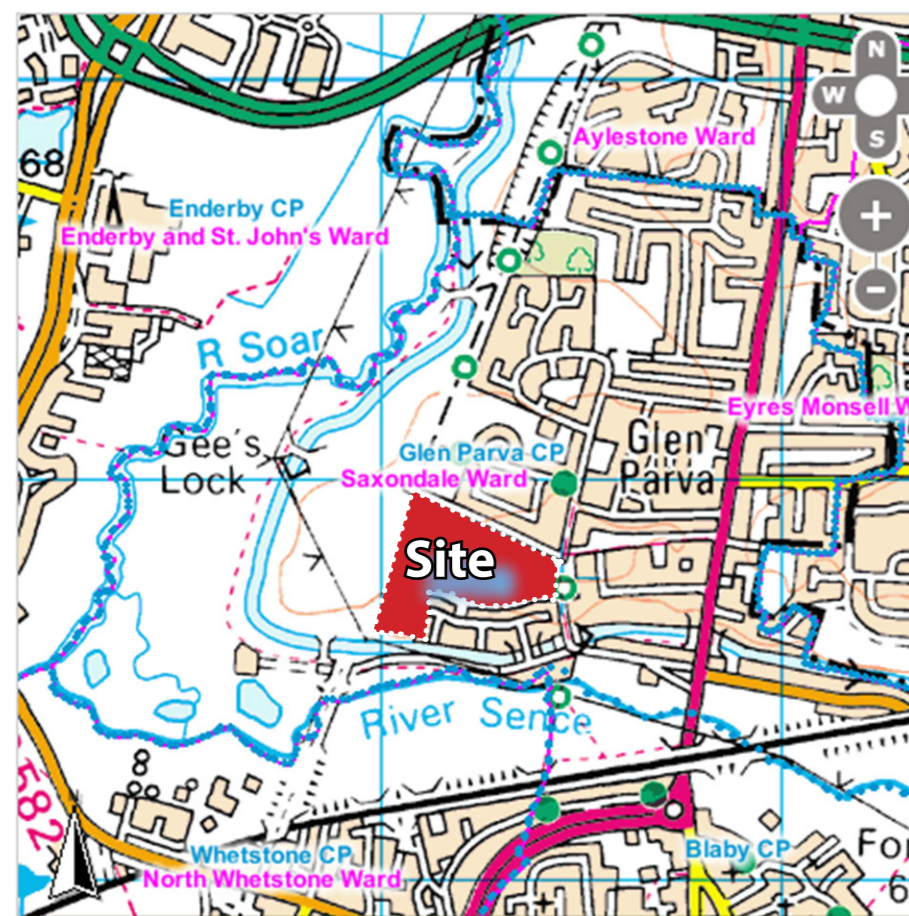 N
W
S
+
-
Aylestone Ward
68
Enderby CP
Enderby and St. John's Ward
R Soar
Eyres Monsell W
Gee's
Lock
Glen Parva CP
Saxondale Ward
Glen
Parva
Site
River Sence
582
Whetstone CP
North Whetstone Ward
Blaby CP
For
6